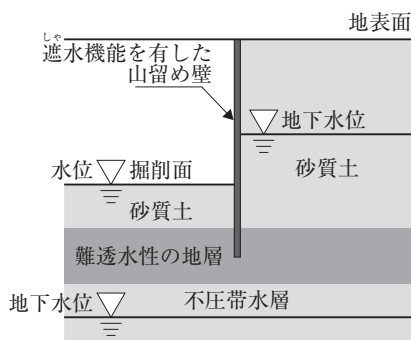 地表面
しゃ
遮水機能を有した
山留め壁
地下水位
水位
掘削面
砂質土
砂質土
難透水性の地層
地下水位
不圧帯水層